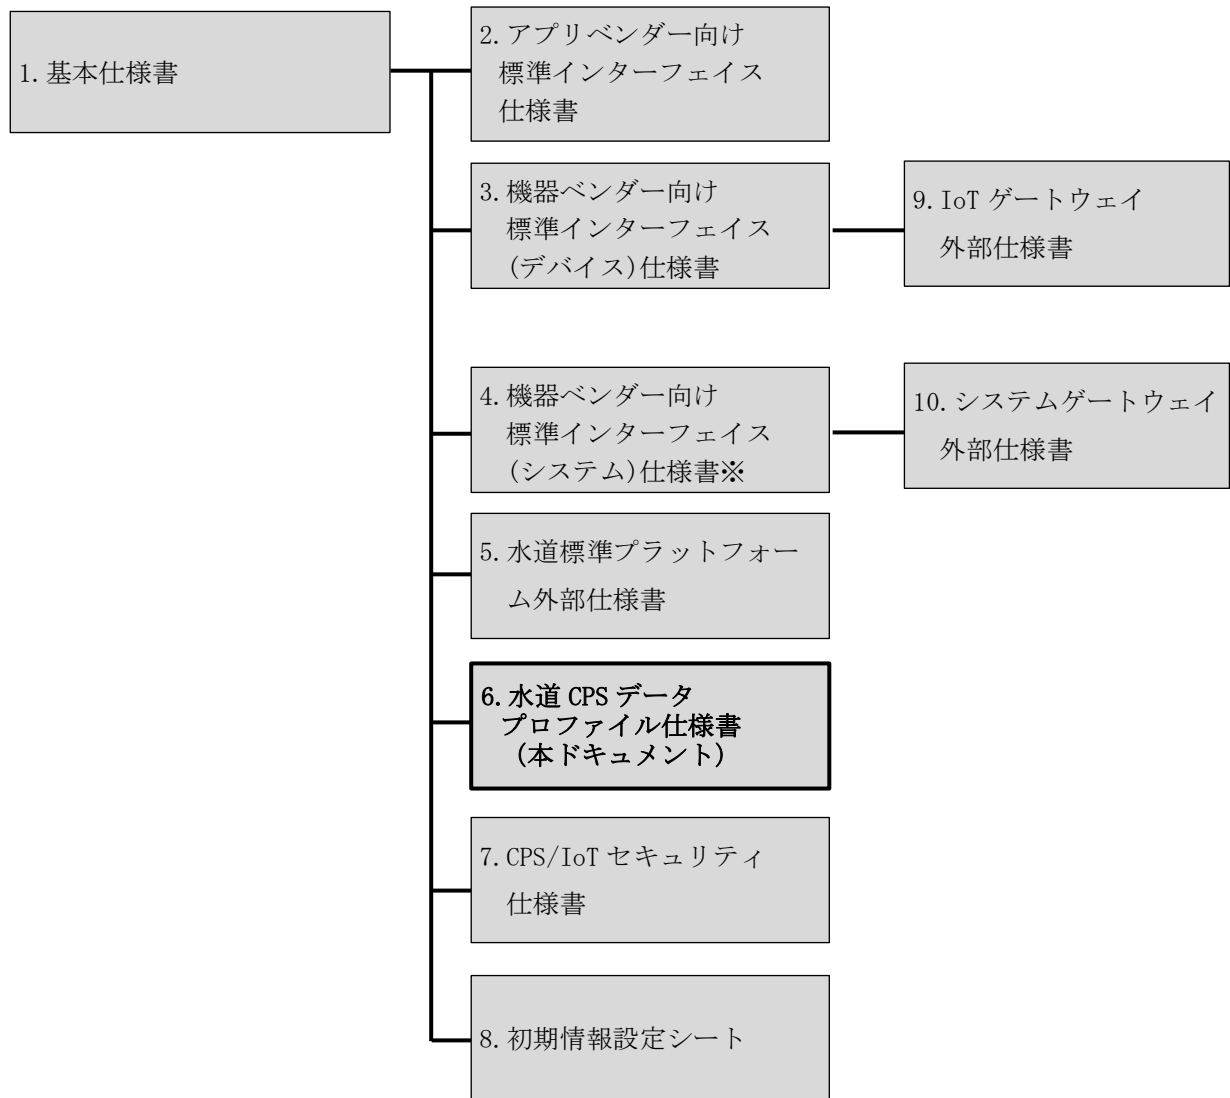 1.基本仕様書
2.アプリベンダー向け
標準インターフェイス
仕様書
3.機器ベンダー向け
標準インターフェイス
(デバイス)仕様書
9.IoT ゲートウェイ
外部仕様書
4.機器ベンダー向け
標準インターフェイス
(システム)仕様書※
10.システムゲートウェイ
外部仕様書
5.水道標準プラットフォー
ム外部仕様書
6.水道 CPS データ
プロファイル仕様書
(本ドキュメント)
7.CPS/IoT セキュリティ
仕様書
8.初期情報設定シート